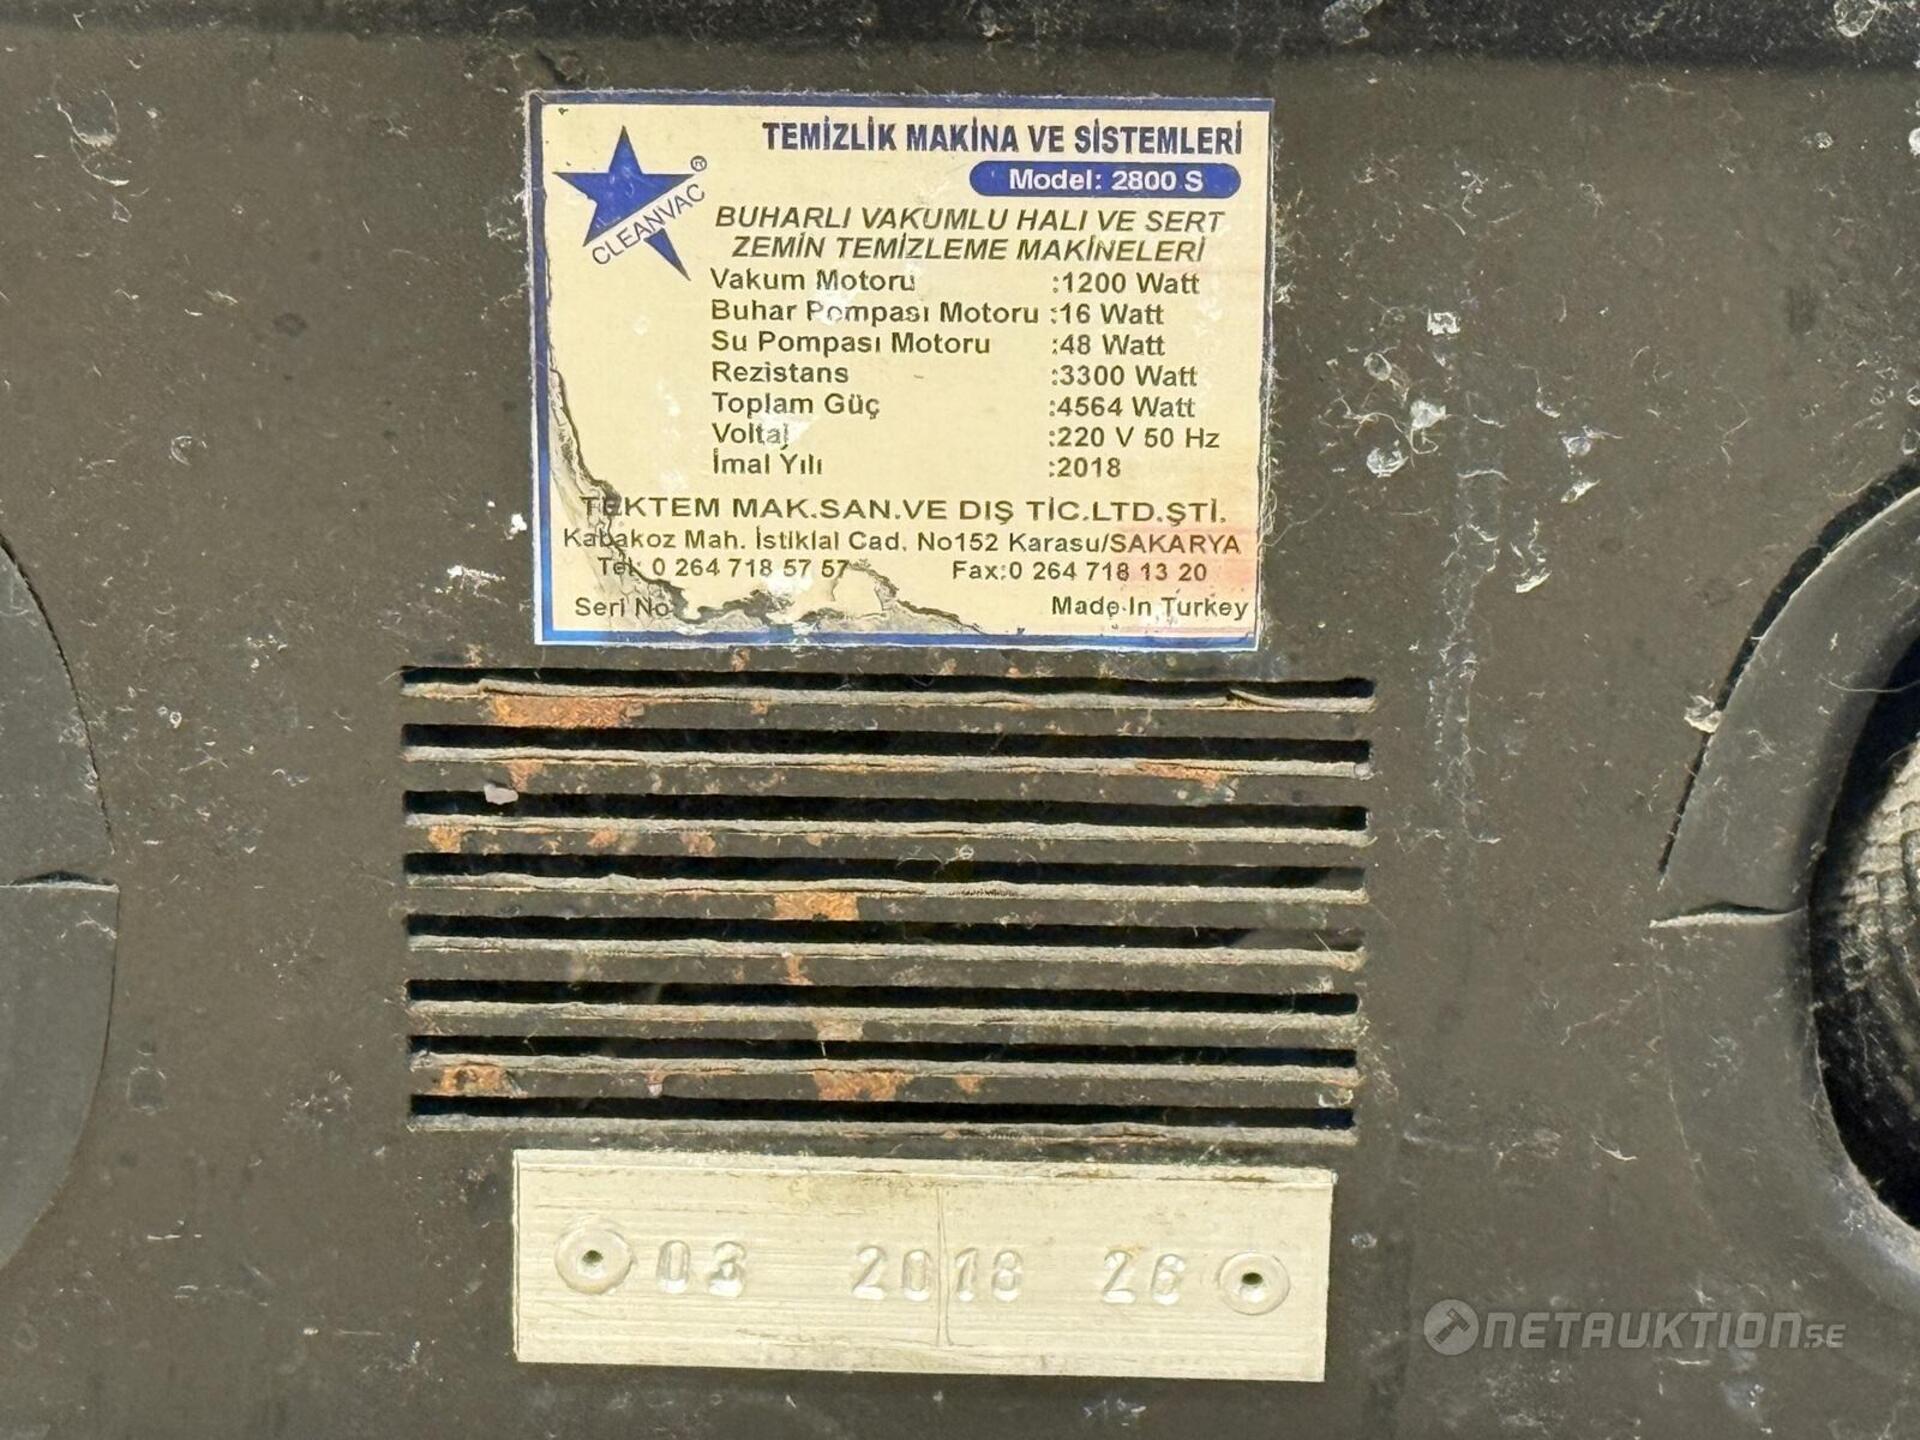 TEMİZLİK MAKİNA VE SİSTEMLERİ
Model: 2800 S
CLEANVAC®
BUHARLI VAKUMLU HALI VE SERT
ZEMİN TEMİZLEME MAKİNELERİ
Vakum Motoru :1200 Watt
Buhar Pompası Motoru :16 Watt
Su Pompası Motoru :48 Watt
Rezistans :3300 Watt
Toplam Güç :4564 Watt
Voltaj :220 V 50 Hz
İmal Yılı :2018
TEKTEM MAK.SAN.VE DIŞ TİC.LTD.ŞTİ.
Kabakoz Mah. İstiklal Cad. No152 Karasu/SAKARYA
Tel: 0 264 718 57 57 Fax:0 264 718 13 20
Seri No Made In Turkey
03 2018 26
NETAUKTION.SE